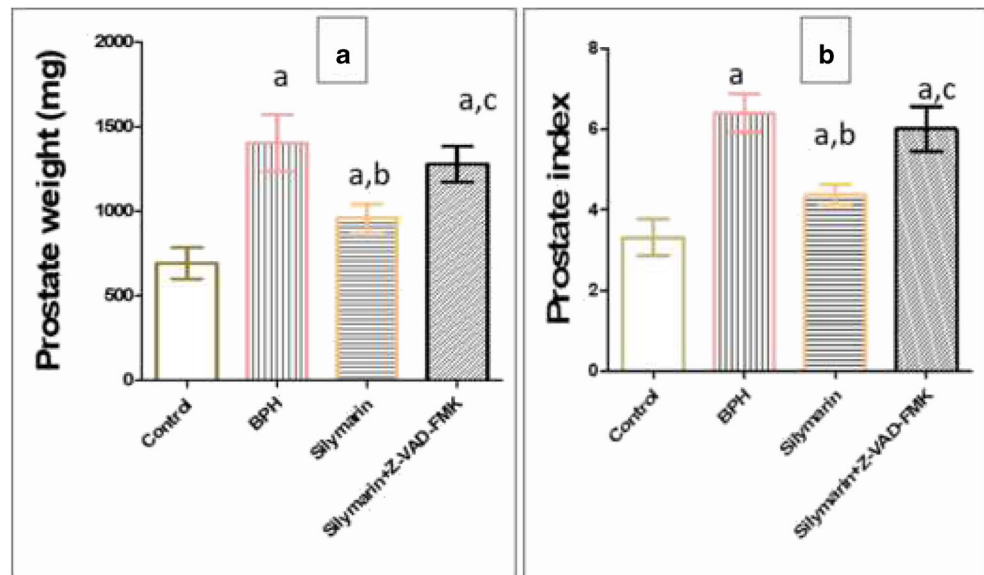 a
Prostate weight (mg)
2000
1500
1000
500
0
a
a,b
a,c
Control
BPH
Silymarin
Silymarin+Z-VAD-FMK
b
Prostate index
8
6
4
2
0
a
a,b
a,c
Control
BPH
Silymarin
Silymarin+Z-VAD-FMK